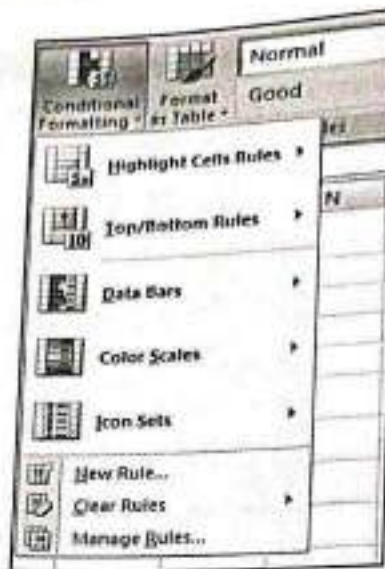 Conditional
Formatting
Format
as Table
Normal
Good
Highlight Cells Rules
Top/Bottom Rules
N
Data Bars
Color Scales
Icon Sets
New Rule...
Clear Rules
Manage Rules...